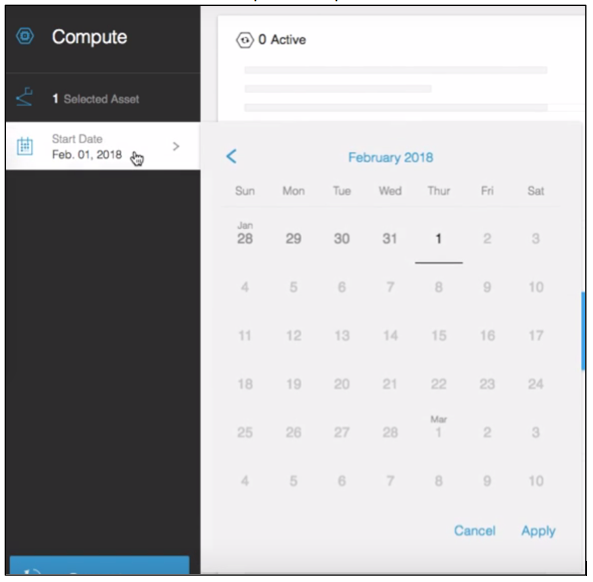 Compute
0 Active
1 Selected Asset
Start Date
Feb. 01, 2018
February 2018
Sun Mon Tue Wed Thur Fri Sat
Jan
28 29 30 31 1 2 3
4 5 6 7 8 9 10
11 12 13 14 15 16 17
18 19 20 21 22 23 24
Mar
25 26 27 28 1 2 3
4 5 6 7 8 9 10
Cancel Apply